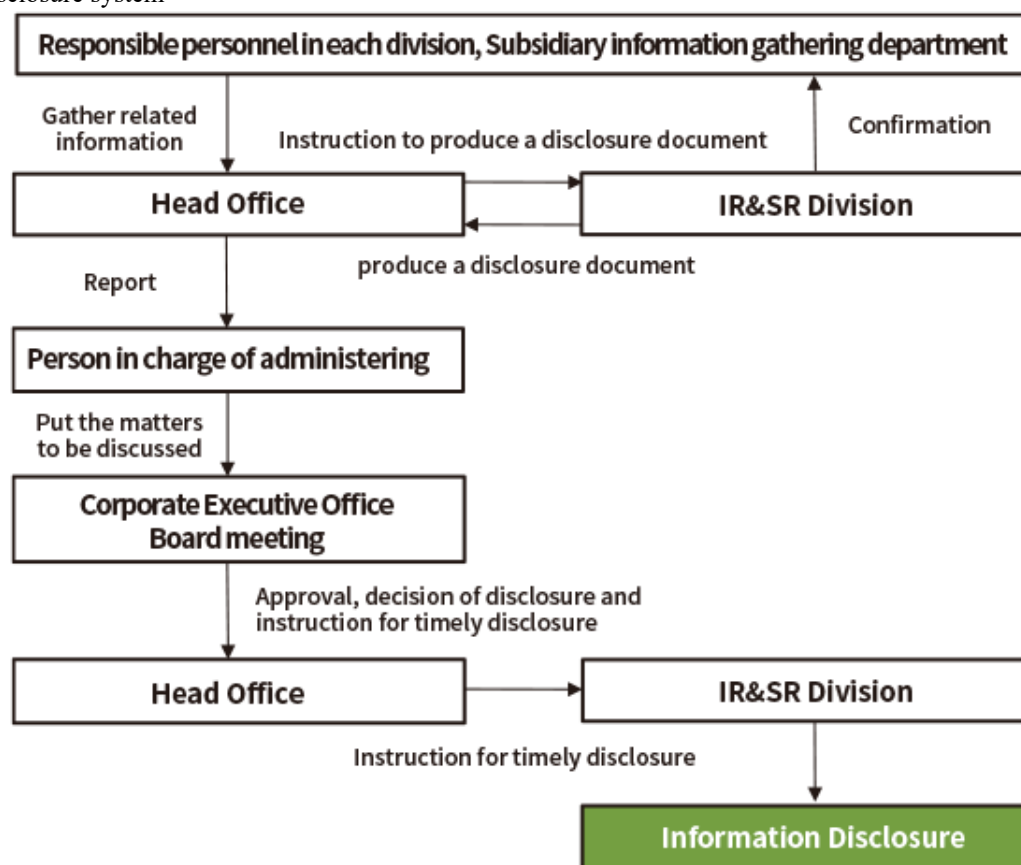 sclosure system
Responsible personnel in each division, Subsidiary information gathering department
Gather related
information
Instruction to produce a disclosure document
Confirmation
Head Office
IR&SR Division
produce a disclosure document
Report
Person in charge of administering
Put the matters
to be discussed
Corporate Executive Office
Board meeting
Approval, decision of disclosure and
instruction for timely disclosure
Head Office
IR&SR Division
Instruction for timely disclosure
Information Disclosure